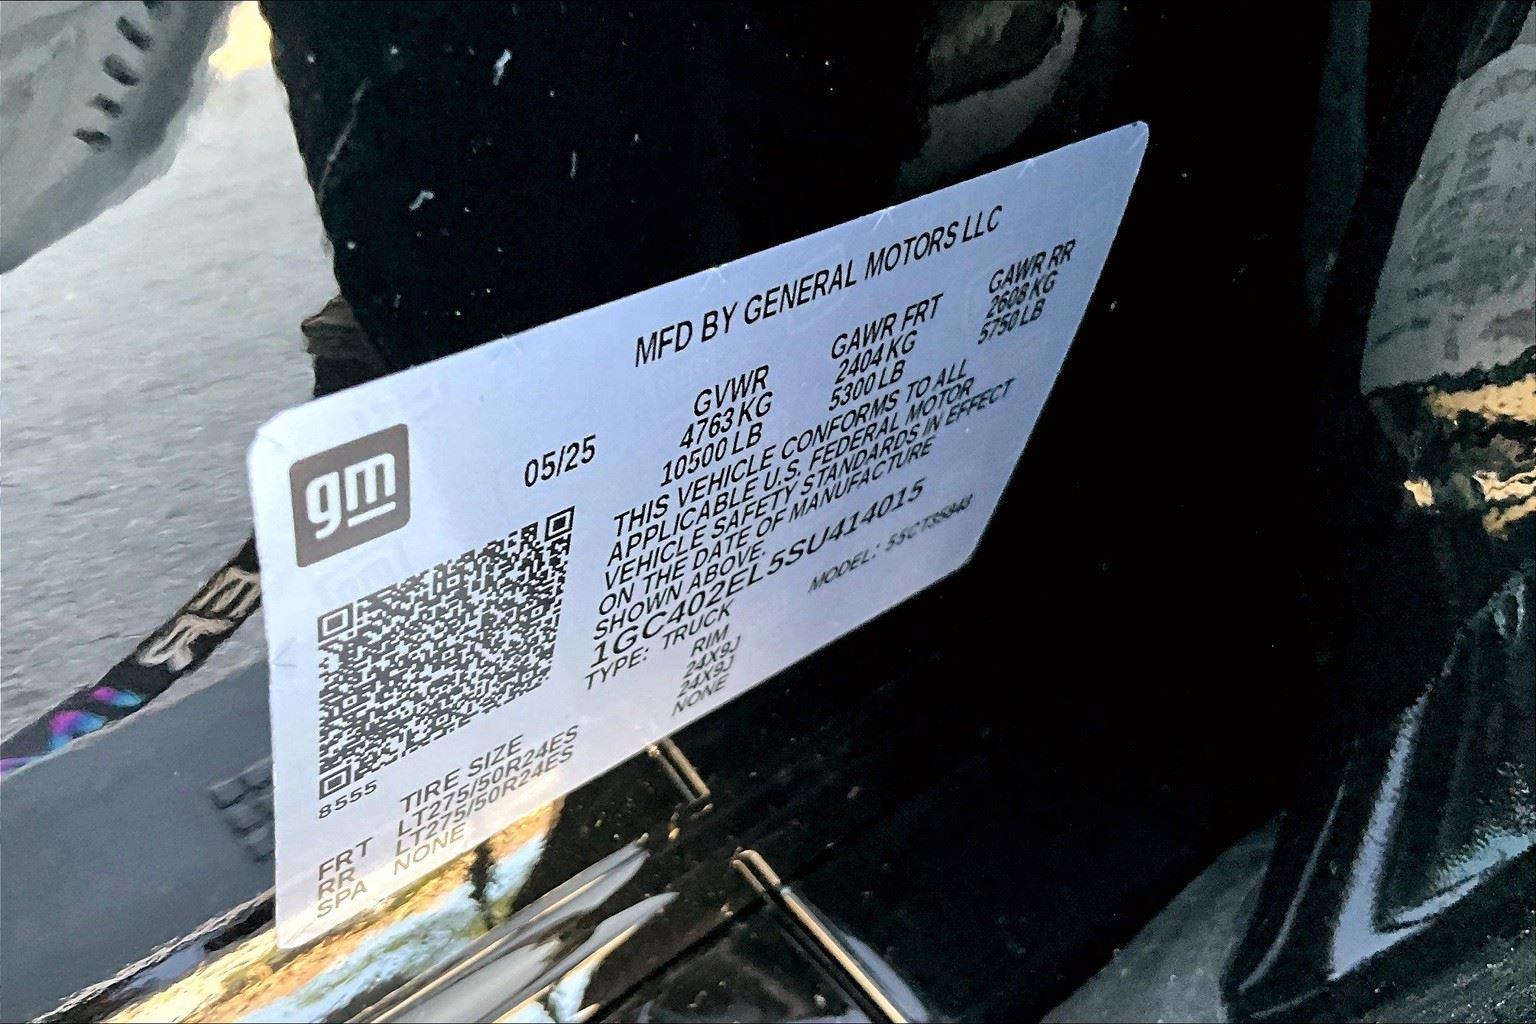 MFD BY GENERAL MOTORS LLC
gm
05/25
GVWR
4763 KG
10500 LB
GAWR FRT
2404 KG
5300 LB
GAWR RR
2608 KG
5750 LB
THIS VEHICLE CONFORMS TO ALL
APPLICABLE U.S. FEDERAL MOTOR
VEHICLE SAFETY STANDARDS IN EFFECT
ON THE DATE OF MANUFACTURE
SHOWN ABOVE.
1GC402EL5SU414015
TYPE: TRUCK
MODEL:
8555
TIRE SIZE
RIM
FRT LT275/50R24ES 24X9J
RR LT275/50R24ES 24X9J
SPA NONE NONE